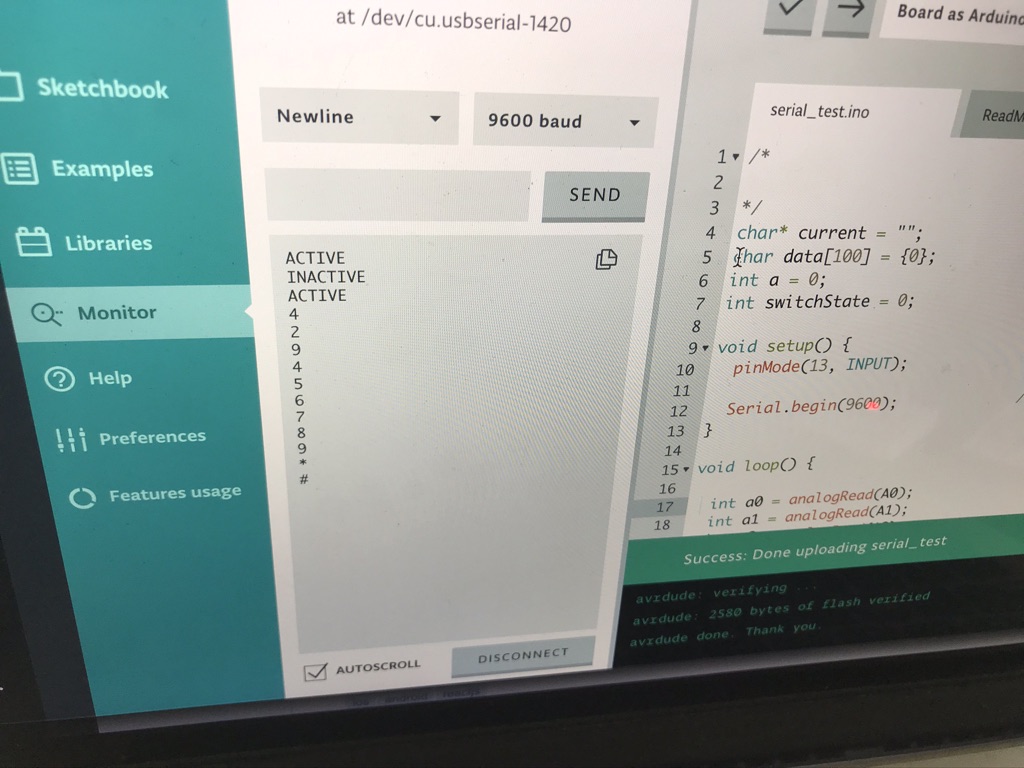 at /dev/cu.usbserial-1420
Sketchbook
Examples
Libraries
Monitor
Help
Preferences
Features usage
Newline
9600 baud
SEND
ACTIVE
INACTIVE
ACTIVE
4
2
9
4
5
6
7
8
9
*
#
AUTOSCROLL
DISCONNECT
Board as Arduino
serial_test.ino
ReadM
1 /*
2
3 */
4 char* current = "";
5 char data[100] = {0};
6 int a = 0;
7 int switchState = 0;
8
9 void setup() {
10 pinMode(13, INPUT);
11
12 Serial.begin(9600);
13 }
14
15 void loop() {
16
17 int a0 = analogRead(A0);
18 int a1 = analogRead(A1);
Success: Done uploading serial_test
avrdude: verifying ...
avrdude: 2580 bytes of flash verified
avrdude done. Thank you.